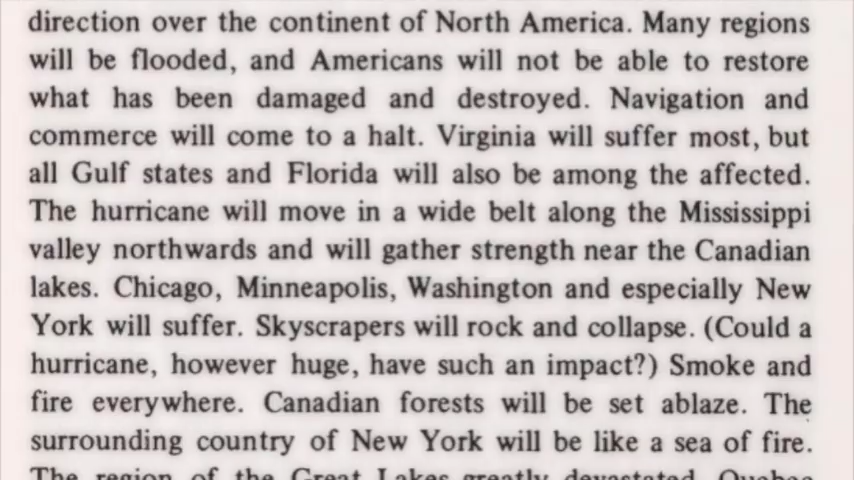 direction over the continent of North America. Many regions
will be flooded, and Americans will not be able to restore
what has been damaged and destroyed. Navigation and
commerce will come to a halt. Virginia will suffer most, but
all Gulf states and Florida will also be among the affected.
The hurricane will move in a wide belt along the Mississippi
valley northwards and will gather strength near the Canadian
lakes. Chicago, Minneapolis, Washington and especially New
York will suffer. Skyscrapers will rock and collapse. (Could a
hurricane, however huge, have such an impact?) Smoke and
fire everywhere. Canadian forests will be set ablaze. The
surrounding country of New York will be like a sea of fire.
The region of the Great Lakes greatly devastated. Quebec